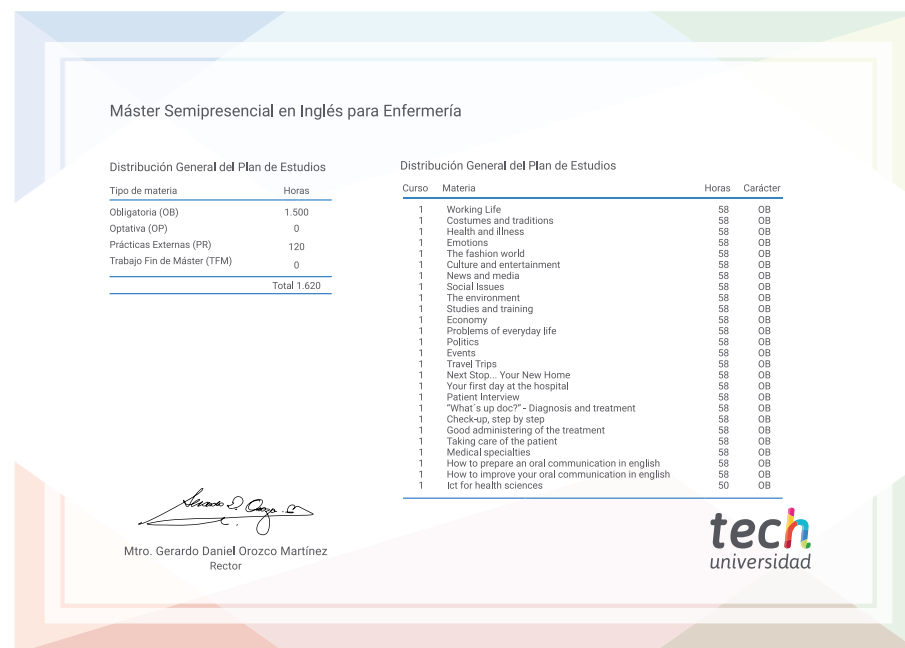 Máster Semipresencial en Inglés para Enfermería
Distribución General del Plan de Estudios
Tipo de materia Horas
Obligatoria (OB) 1.500
Optativa (OP) 0
Prácticas Externas (PR) 120
Trabajo Fin de Máster (TFM) 0
Total 1.620
Distribución General del Plan de Estudios
Curso Materia Horas Carácter
1 Working Life 58 OB
1 Costumes and traditions 58 OB
1 Health and illness 58 OB
1 Emotions 58 OB
1 The fashion world 58 OB
1 Culture and entertainment 58 OB
1 News and media 58 OB
1 Social Issues 58 OB
1 The environment 58 OB
1 Studies and training 58 OB
1 Economy 58 OB
1 Problems of everyday life 58 OB
1 Politics 58 OB
1 Events 58 OB
1 Travel Trips 58 OB
1 Next Stop... Your New Home 58 OB
1 Your first day at the hospital 58 OB
1 Patient Interview 58 OB
1 "What´s up doc?" - Diagnosis and treatment 58 OB
1 Check-up, step by step 58 OB
1 Good administering of the treatment 58 OB
1 Taking care of the patient 58 OB
1 Medical specialties 58 OB
1 How to prepare an oral communication in english 58 OB
1 How to improve your oral communication in english 58 OB
1 Ict for health sciences 50 OB
Mtro. Gerardo Daniel Orozco Martínez
Rector
tech
universidad